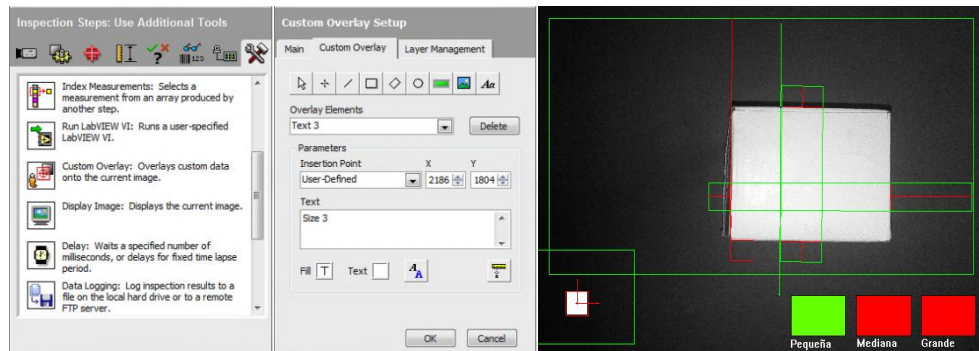 Inspection Steps: Use Additional Tools
Index Measurements: Selects a
measurement from an array produced by
another step.
Run LabVIEW VI: Runs a user-specified
LabVIEW VI.
Custom Overlay: Overlays custom data
onto the current image.
Display Image: Displays the current image.
Delay: Waits a specified number of
milliseconds, or delays for fixed time lapse
period.
Data Logging: Log inspection results to a
file on the local hard drive or to a remote
FTP server.
Custom Overlay Setup
Main Custom Overlay Layer Management
Overlay Elements
Text 3 Delete
Parameters
Insertion Point X Y
User-Defined 2186 1804
Text
Size 3
Fill T Text A A
OK Cancel
Pequeña Mediana Grande